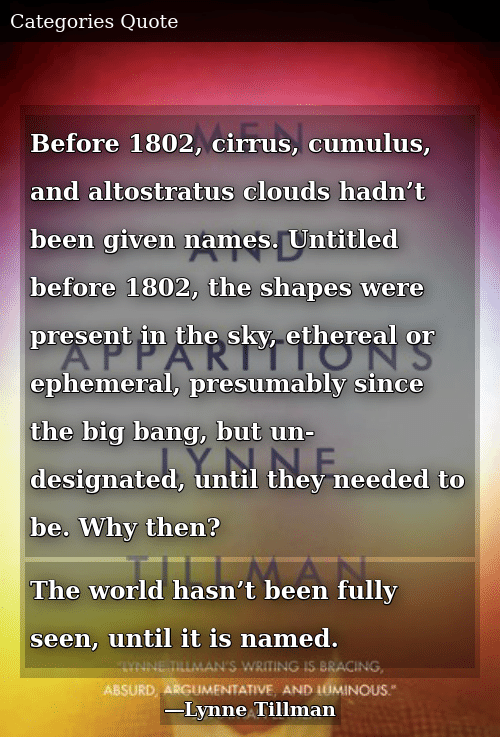 Categories Quote
MEN
Before 1802, cirrus, cumulus,
and altostratus clouds hadn’t
AND
been given names. Untitled
before 1802, the shapes were
present in the sky, ethereal or
APPARITIONS
ephemeral, presumably since
the big bang, but un-
LYNNE
designated, until they needed to
be. Why then?
TILLMAN
The world hasn’t been fully
seen, until it is named.
"LYNNE TILLMAN'S WRITING IS BRACING,
ABSURD, ARGUMENTATIVE, AND LUMINOUS."
—Lynne Tillman